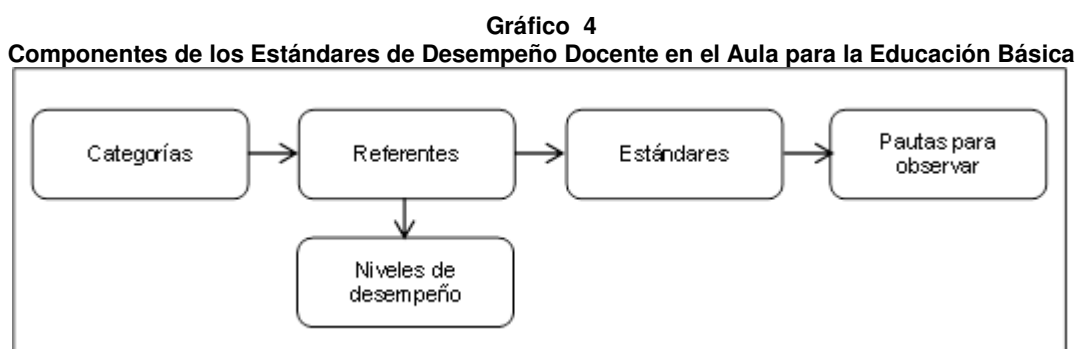 Gráfico 4
Componentes de los Estándares de Desempeño Docente en el Aula para la Educación Básica
Categorías
Referentes
Estándares
Pautas para
observar
Niveles de
desempeño